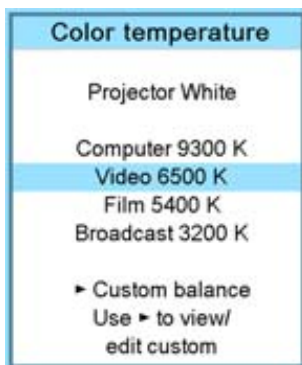 Color temperature
Projector White
Computer 9300 K
Video 6500 K
Film 5400 K
Broadcast 3200 K
► Custom balance
Use ► to view/
edit custom